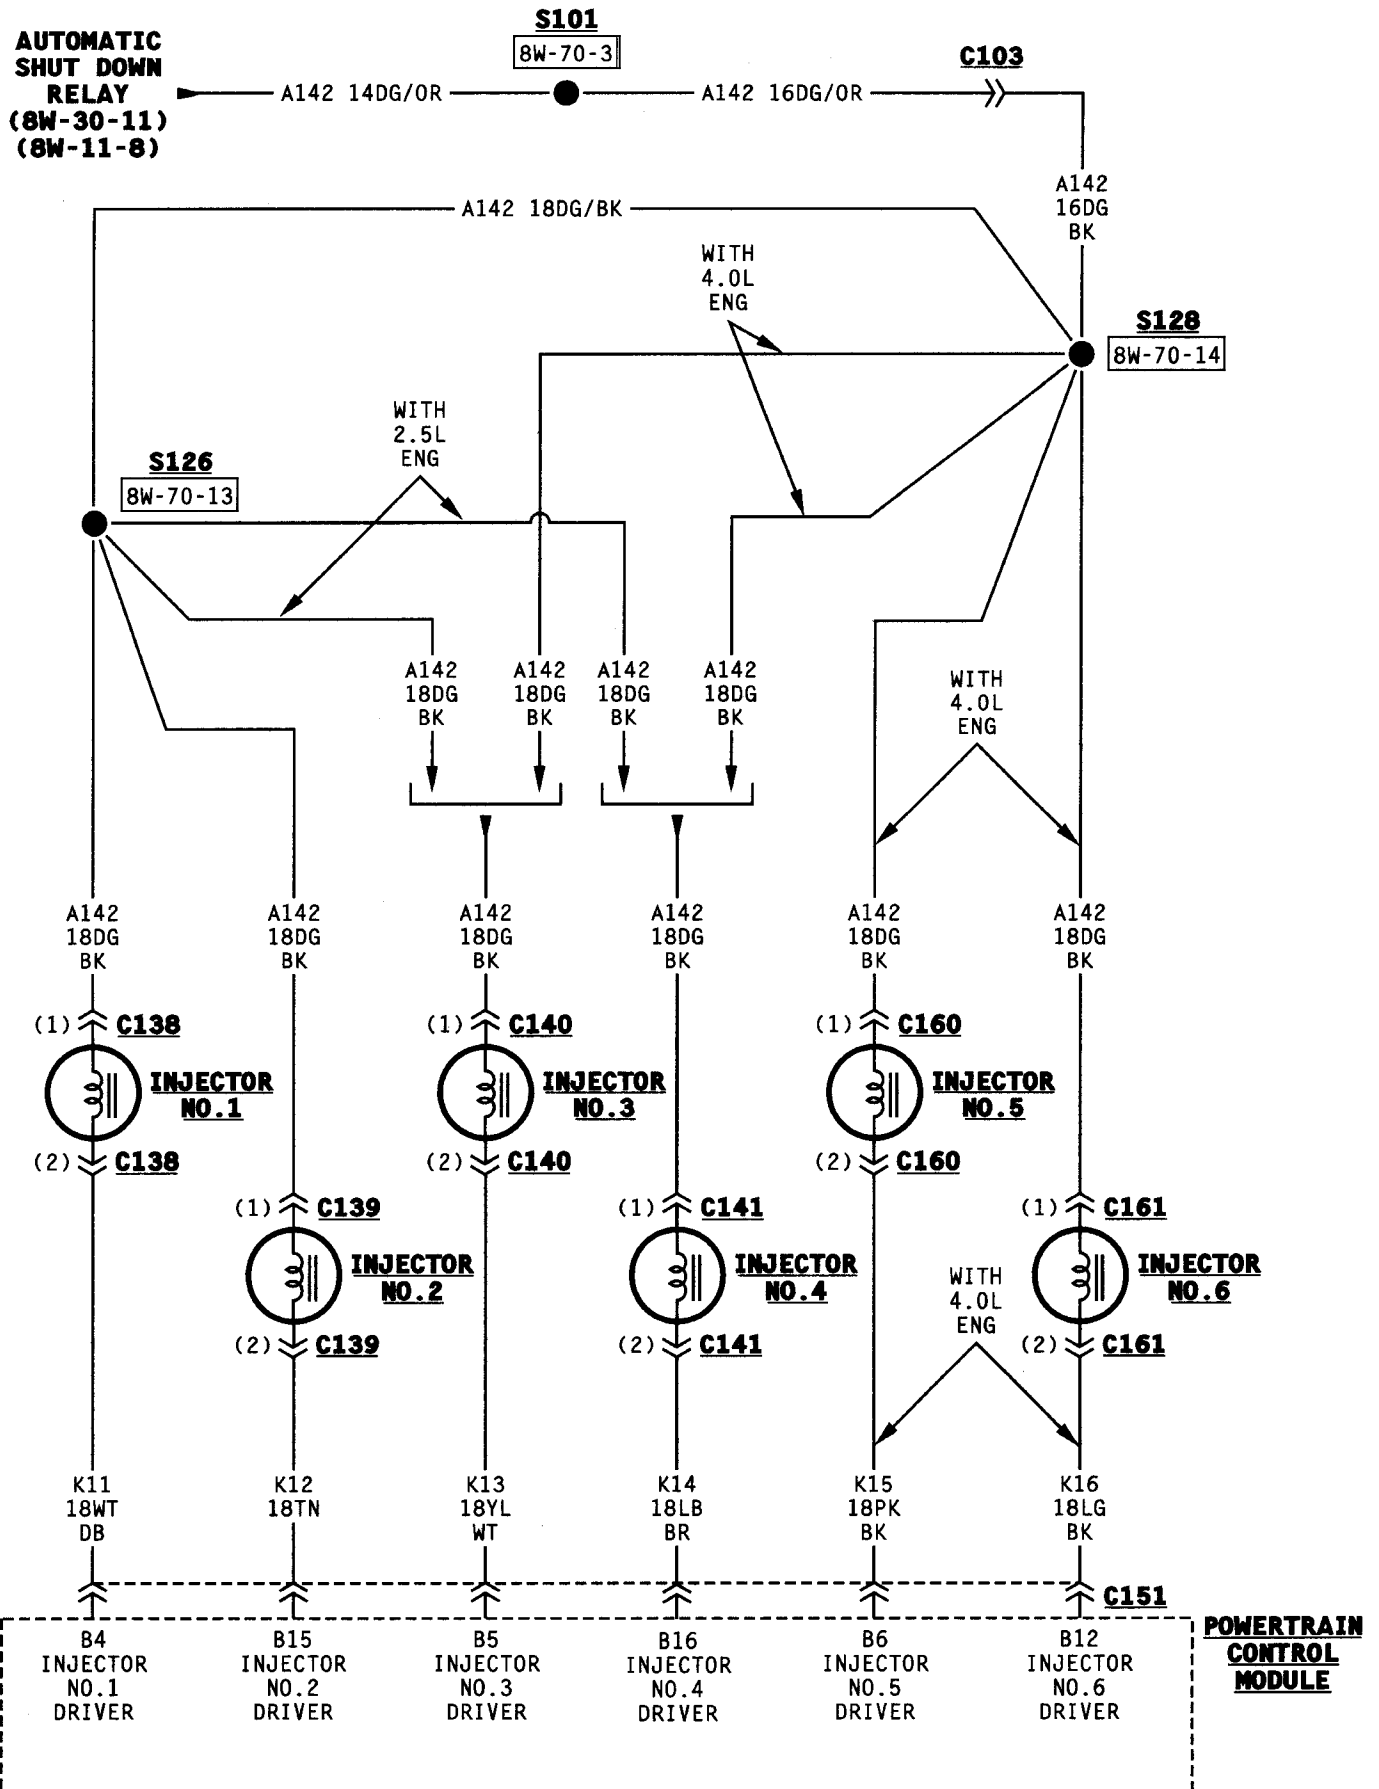 S101
8W-70-3
AUTOMATIC
SHUT DOWN
RELAY
(8W-30-11)
(8W-11-8)
A142 14DG/OR
A142 16DG/OR
C103
A142
16DG
BK
A142 18DG/BK
WITH
4.0L
ENG
S128
8W-70-14
WITH
2.5L
ENG
S126
8W-70-13
A142
18DG
BK
A142
18DG
BK
A142
18DG
BK
A142
18DG
BK
WITH
4.0L
ENG
A142
18DG
BK
A142
18DG
BK
A142
18DG
BK
A142
18DG
BK
A142
18DG
BK
A142
18DG
BK
(1) C138
INJECTOR
NO.1
(2) C138
(1) C140
INJECTOR
NO.3
(2) C140
(1) C160
INJECTOR
NO.5
(2) C160
(1) C139
INJECTOR
NO.2
(2) C139
(1) C141
INJECTOR
NO.4
(2) C141
WITH
4.0L
ENG
(1) C161
INJECTOR
NO.6
(2) C161
K11
18WT
DB
K12
18TN
K13
18YL
WT
K14
18LB
BR
K15
18PK
BK
K16
18LG
BK
C151
B4
INJECTOR
NO.1
DRIVER
B15
INJECTOR
NO.2
DRIVER
B5
INJECTOR
NO.3
DRIVER
B16
INJECTOR
NO.4
DRIVER
B6
INJECTOR
NO.5
DRIVER
B12
INJECTOR
NO.6
DRIVER
POWERTRAIN
CONTROL
MODULE